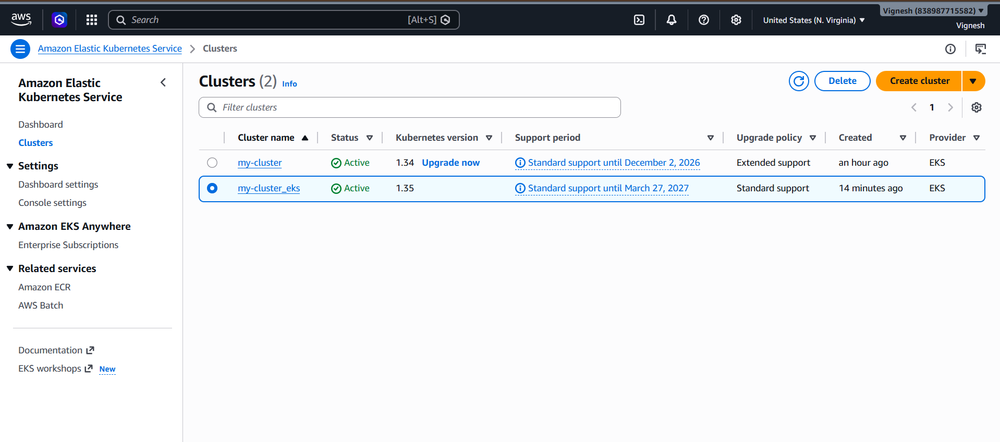 aws
Search
[Alt+S]
United States (N. Virginia)
Vignesh (838987715582)
Vignesh
Amazon Elastic Kubernetes Service
Clusters
Amazon Elastic
Kubernetes Service
Dashboard
Clusters
Settings
Dashboard settings
Console settings
Amazon EKS Anywhere
Enterprise Subscriptions
Related services
Amazon ECR
AWS Batch
Documentation
EKS workshops New
Clusters (2) Info
Delete
Create cluster
Filter clusters
1
Cluster name Status Kubernetes version Support period Upgrade policy Created Provider
my-cluster Active 1.34 Upgrade now Standard support until December 2, 2026 Extended support an hour ago EKS
my-cluster_eks Active 1.35 Standard support until March 27, 2027 Standard support 14 minutes ago EKS